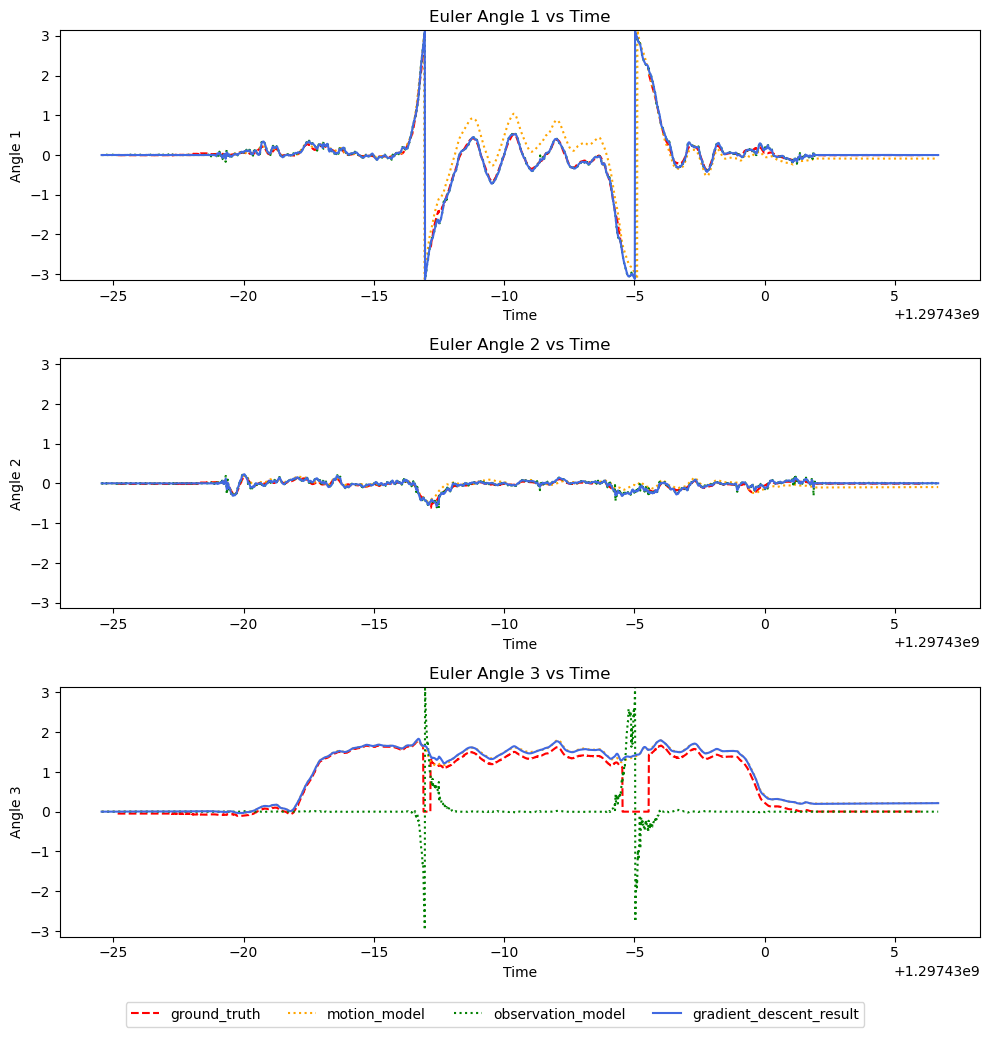 Euler Angle 1 vs Time
3
2
1
0
−1
−2
−3
Angle 1
−25 −20 −15 −10 −5 0 5
Time
+1.29743e9
Euler Angle 2 vs Time
3
2
1
0
−1
−2
−3
Angle 2
−25 −20 −15 −10 −5 0 5
Time
+1.29743e9
Euler Angle 3 vs Time
3
2
1
0
−1
−2
−3
Angle 3
−25 −20 −15 −10 −5 0 5
Time
+1.29743e9
ground_truth motion_model observation_model gradient_descent_result